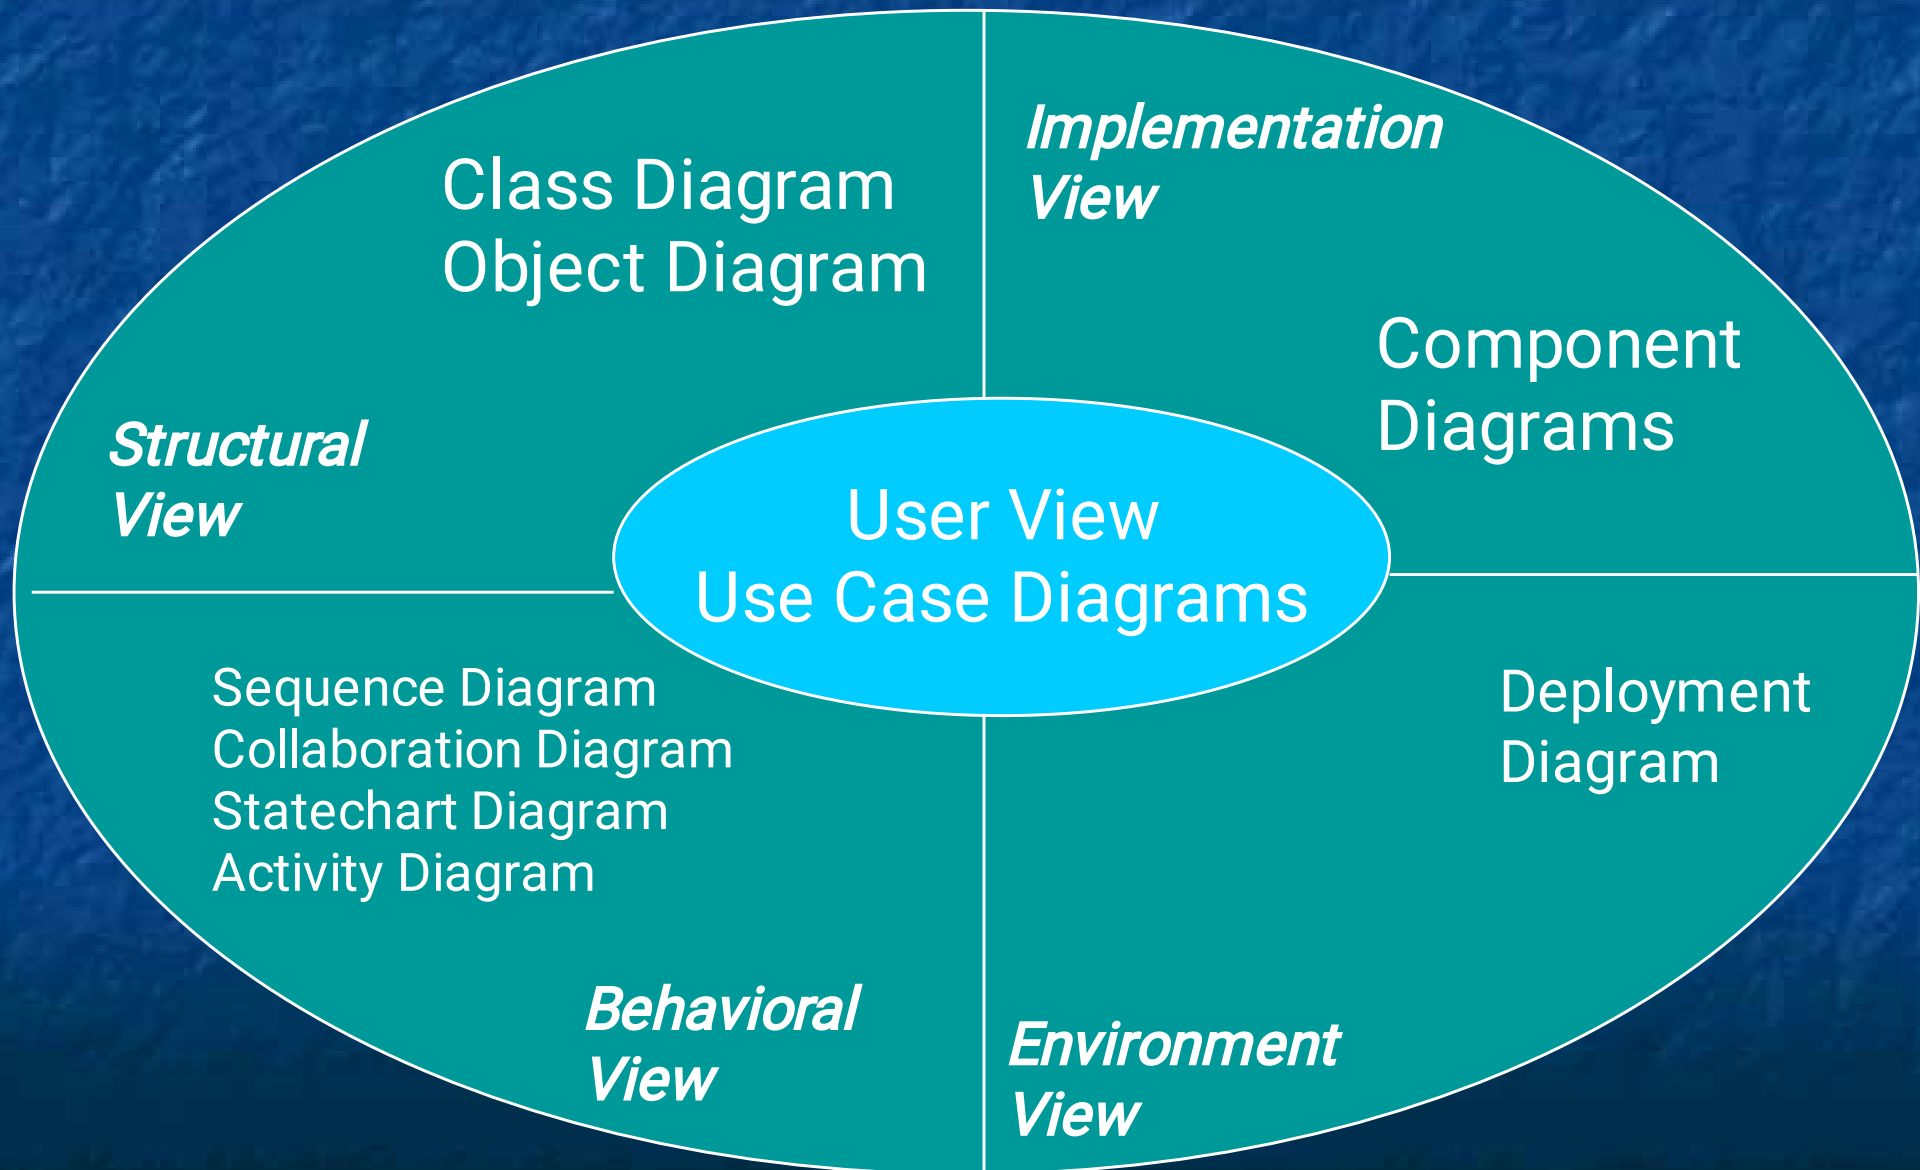 Class Diagram
Object Diagram
Structural
View
Implementation
View
Component
Diagrams
User View
Use Case Diagrams
Sequence Diagram
Collaboration Diagram
Statechart Diagram
Activity Diagram
Behavioral
View
Deployment
Diagram
Environment
View